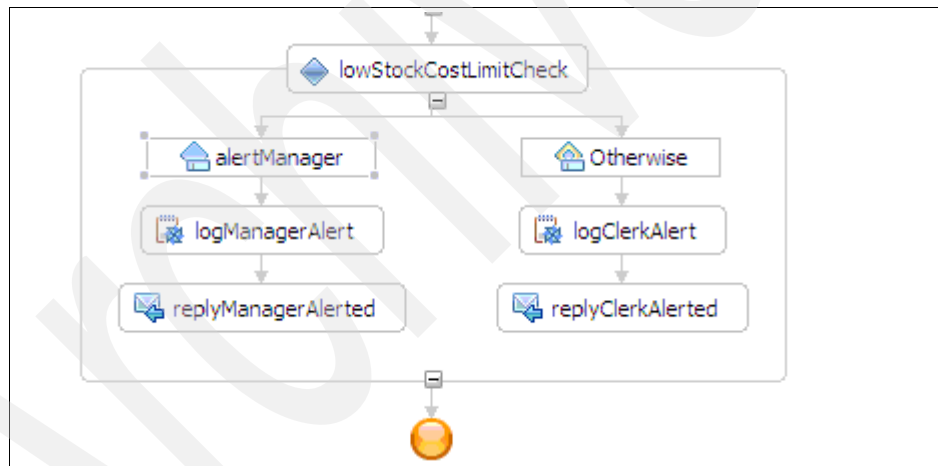 lowStockCostLimitCheck
alertManager
Otherwise
logManagerAlert
logClerkAlert
replyManagerAlerted
replyClerkAlerted